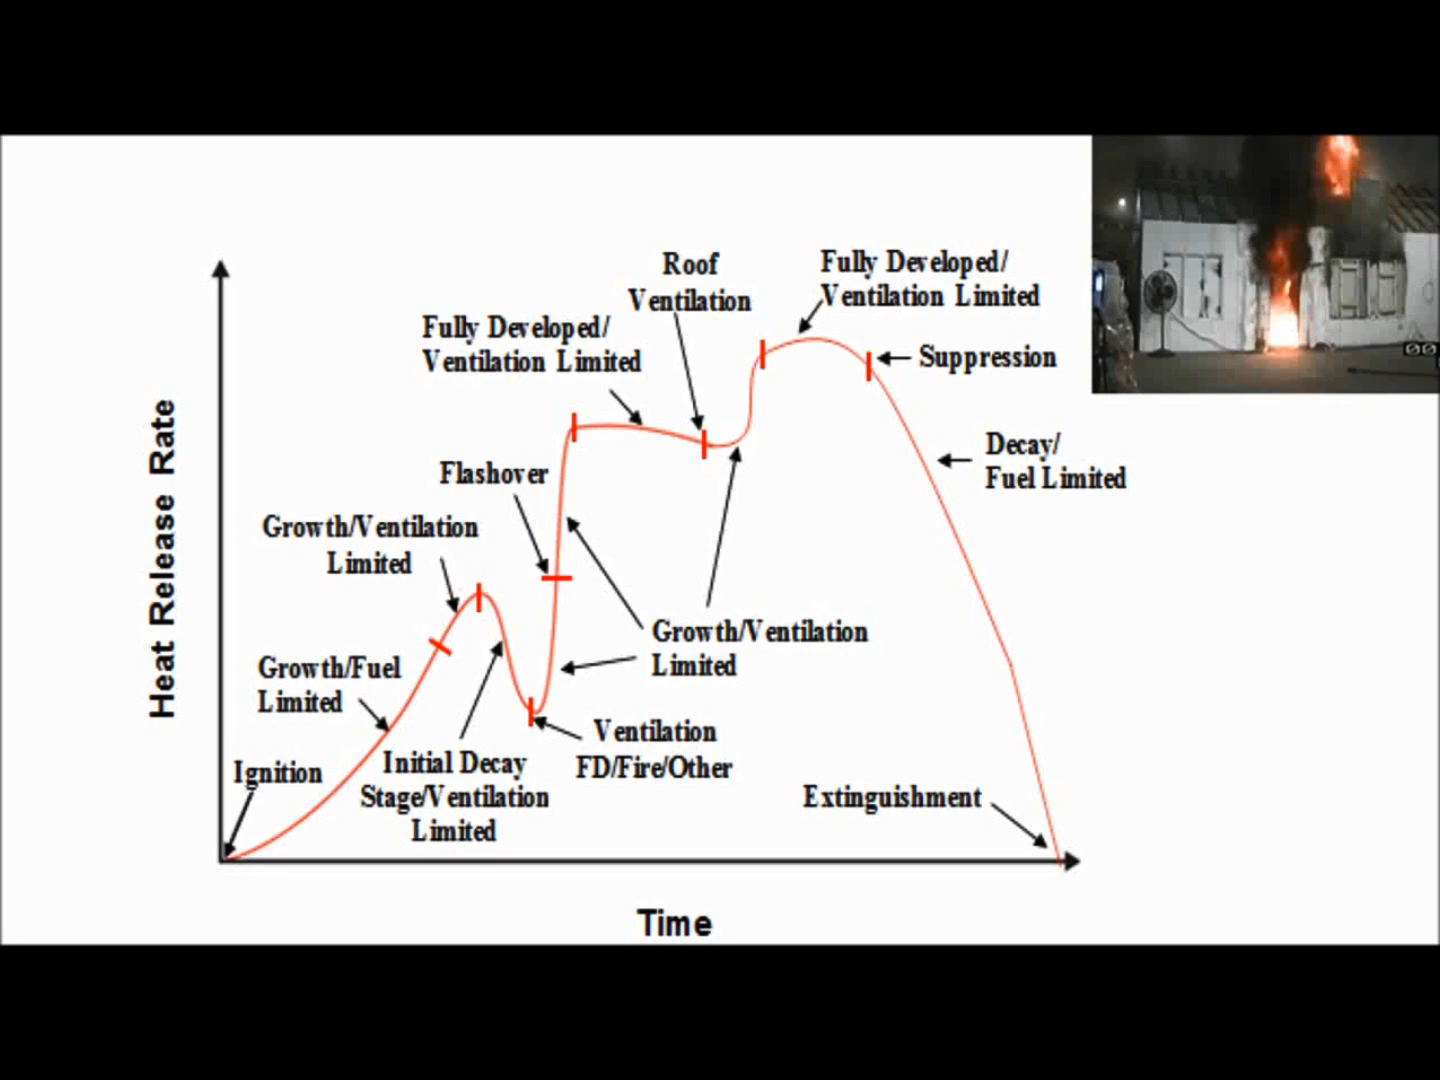 Roof
Ventilation
Fully Developed/
Ventilation Limited
Fully Developed/
Ventilation Limited
Suppression
Decay/
Fuel Limited
Flashover
Growth/Ventilation
Limited
Growth/Ventilation
Limited
Growth/Fuel
Limited
Ventilation
FD/Fire/Other
Ignition
Initial Decay
Stage/Ventilation
Limited
Extinguishment
Heat Release Rate
Time